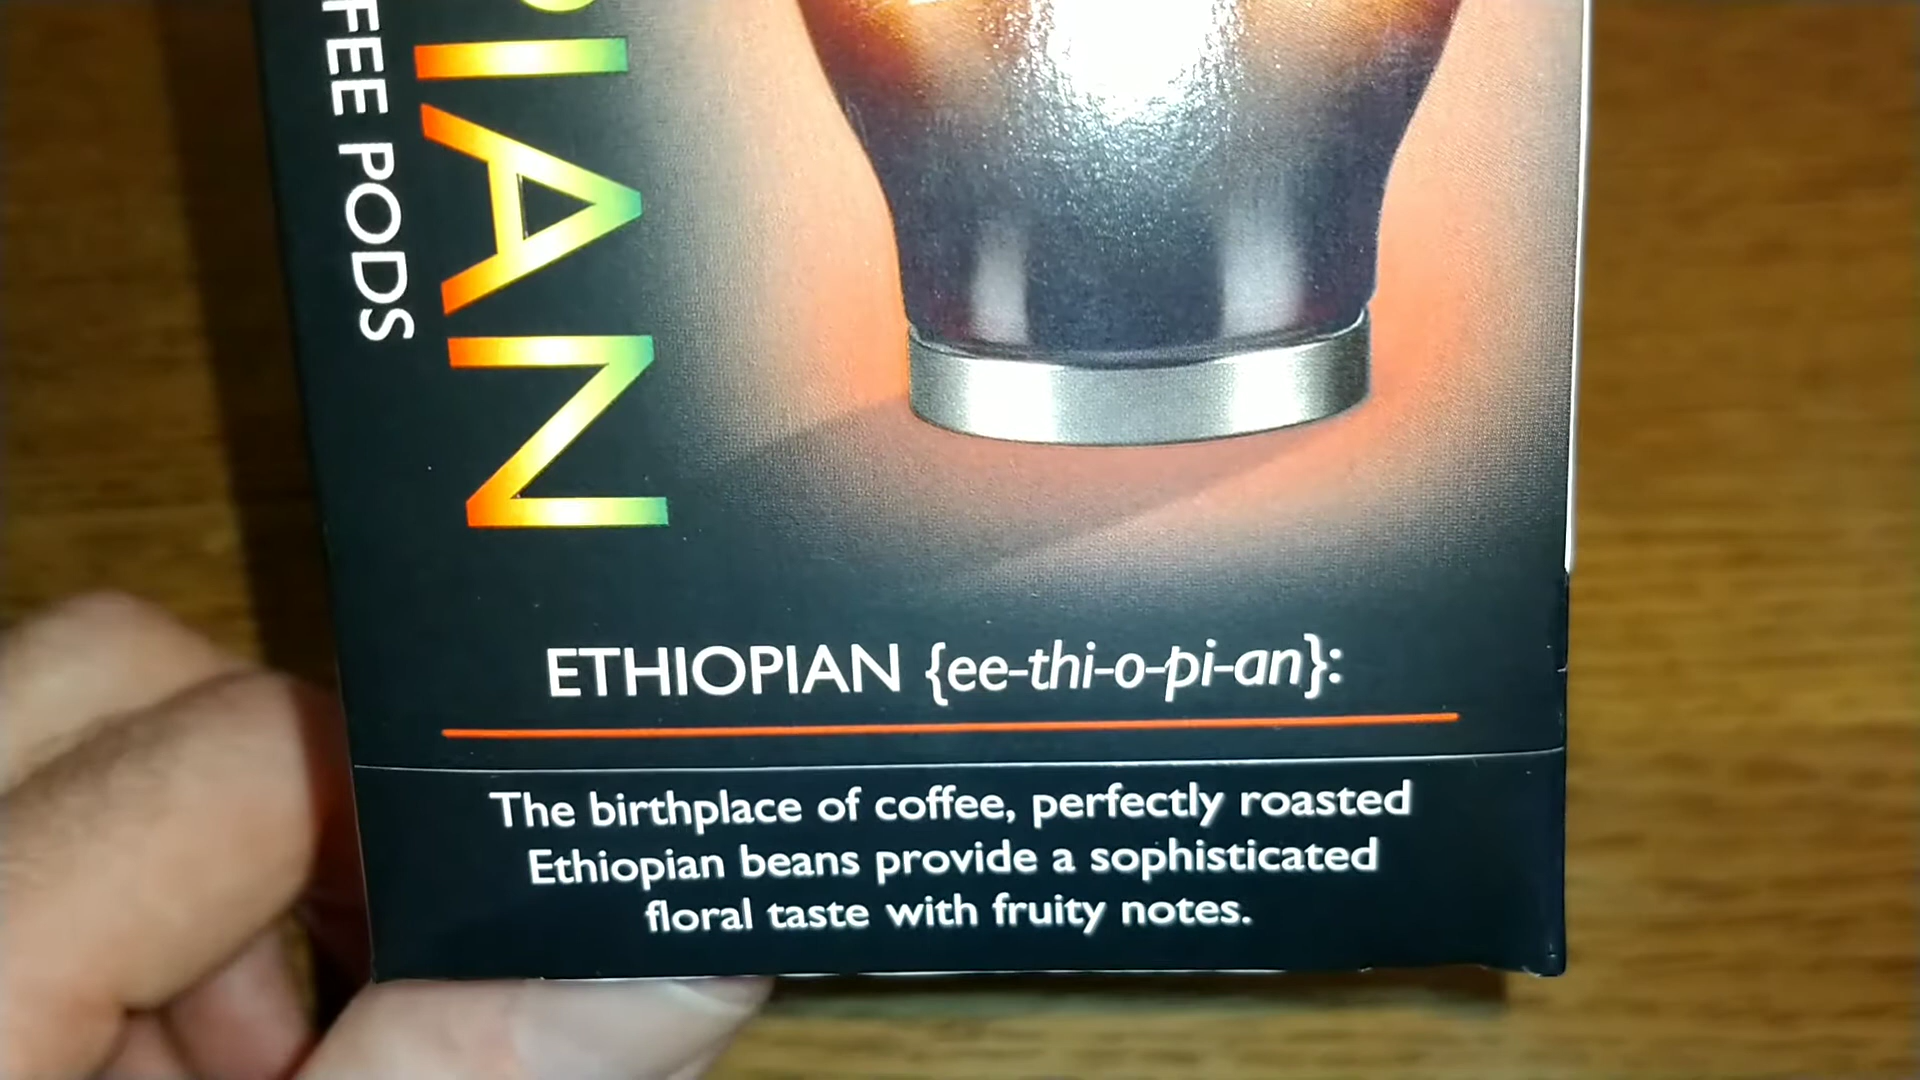 FEE PODS
PIAN
ETHIOPIAN {ee-thi-o-pi-an}:
The birthplace of coffee, perfectly roasted
Ethiopian beans provide a sophisticated
floral taste with fruity notes.